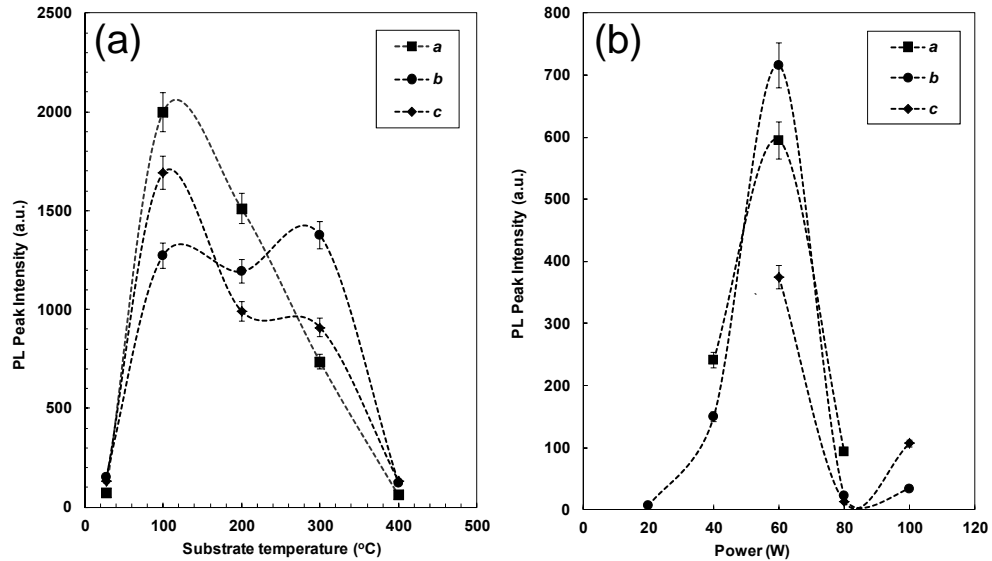 (a)
a
b
c
PL Peak Intensity (a.u.)
2500
2000
1500
1000
500
0
0 100 200 300 400 500
Substrate temperature (ºC)
(b)
a
b
c
PL Peak Intensity (a.u.)
800
700
600
500
400
300
200
100
0
0 20 40 60 80 100 120
Power (W)